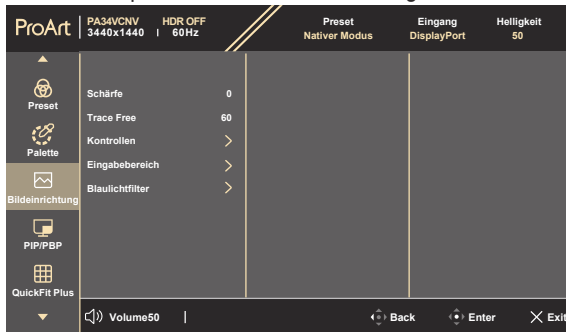 ProArt
PA34VCNV HDR OFF
3440x1440 | 60Hz
Preset
Nativer Modus
Eingang
DisplayPort
Helligkeit
50
Preset
Palette
Bildeinrichtung
PIP/PBP
QuickFit Plus
Schärfe 0
Trace Free 60
Kontrollen
Eingabebereich
Blaulichtfilter
Volume50 |
Back
Enter
Exit